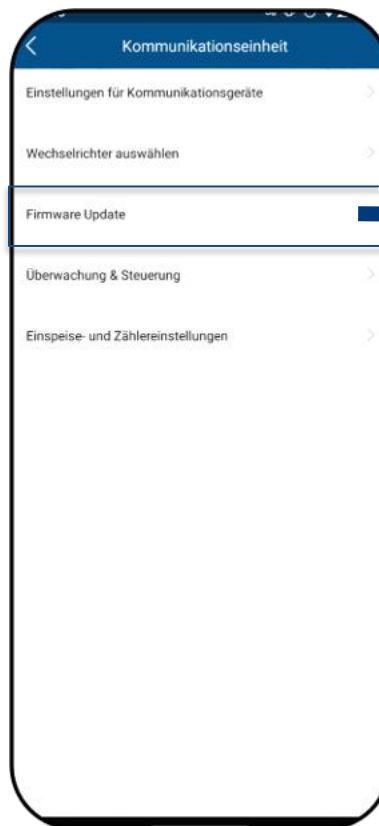 Kommunikationseinheit
Einstellungen für Kommunikationsgeräte
Wechselrichter auswählen
Firmware Update
Überwachung & Steuerung
Einspeise- und Zählereinstellungen